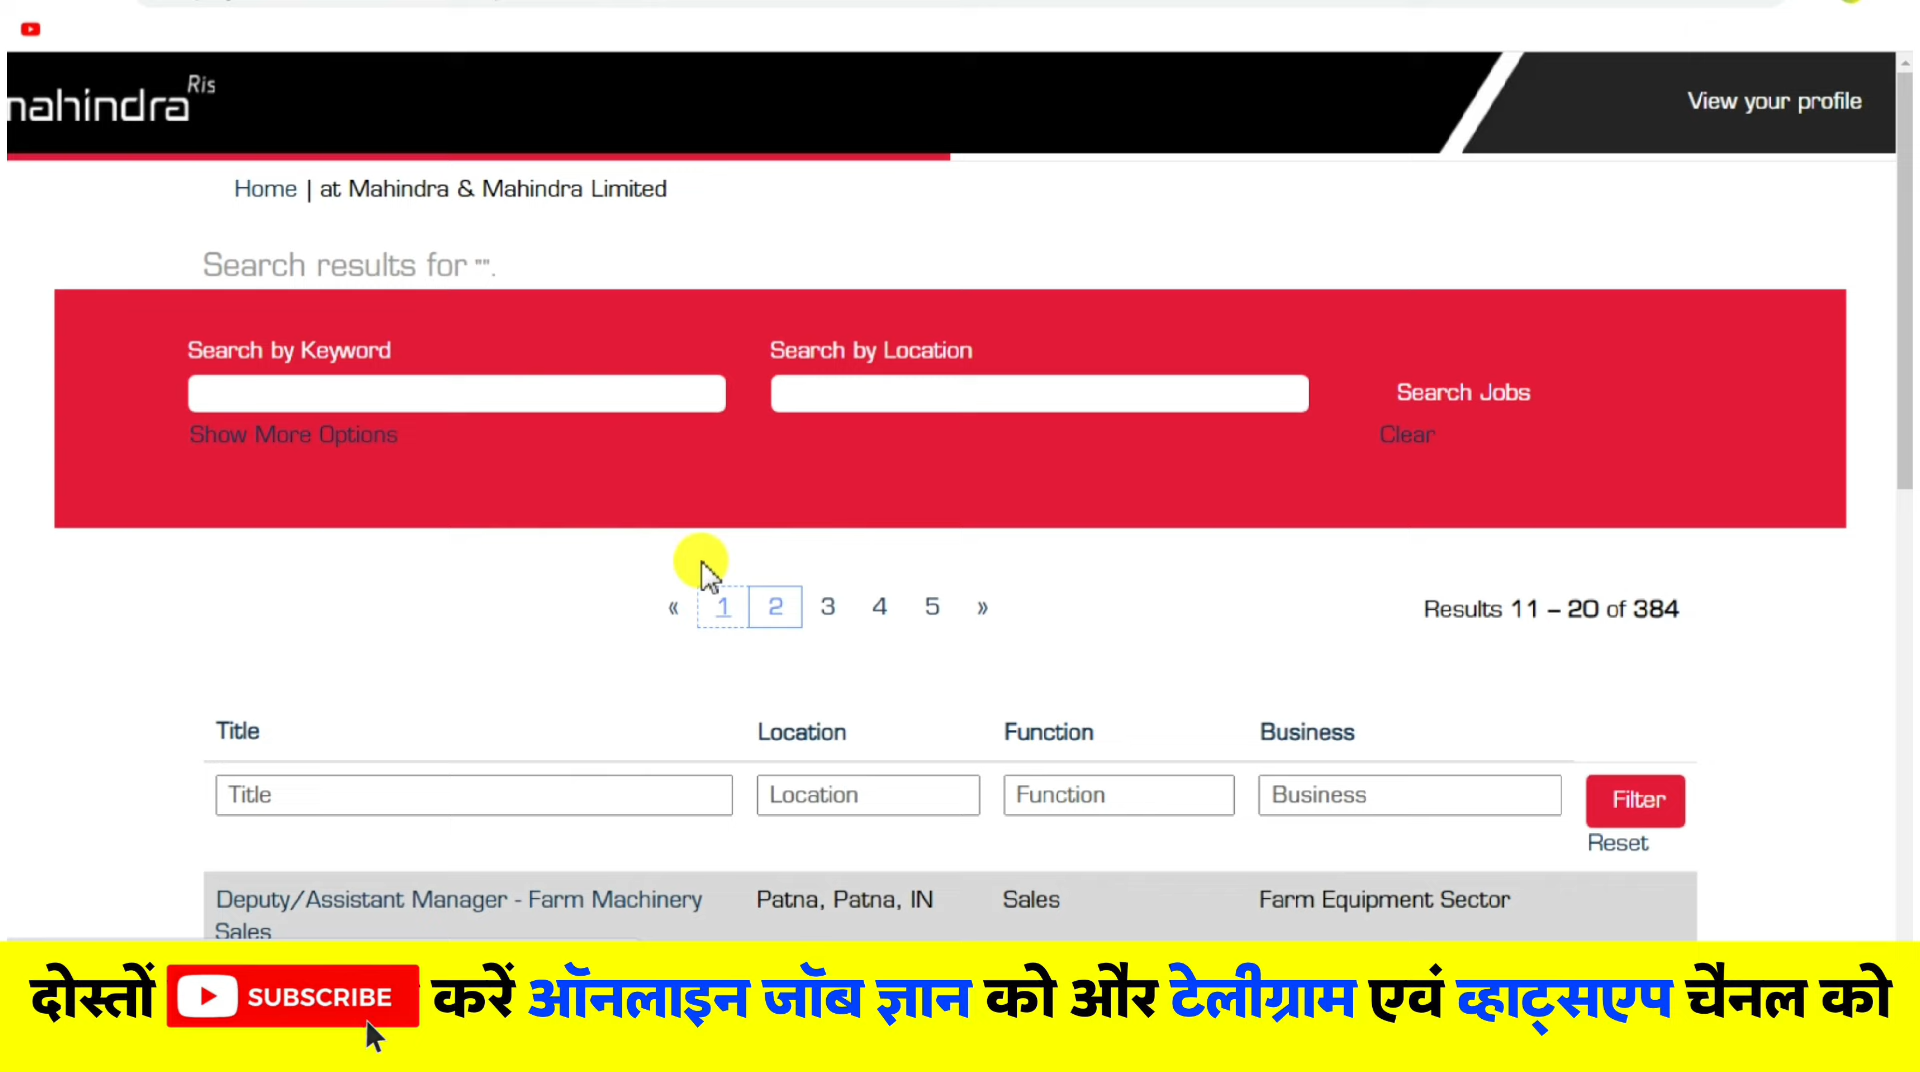 mahindra Ris
View your profile
Home | at Mahindra & Mahindra Limited
Search results for "".
Search by Keyword
Search by Location
Search Jobs
Show More Options
Clear
« 1 2 3 4 5 »
Results 11 – 20 of 384
Title Location Function Business
Title Location Function Business Filter
Reset
Deputy/Assistant Manager - Farm Machinery Patna, Patna, IN Sales Farm Equipment Sector
Sales
दोस्तों SUBSCRIBE करें ऑनलाइन जॉब ज्ञान को और टेलीग्राम एवं व्हाट्सएप चैनल को